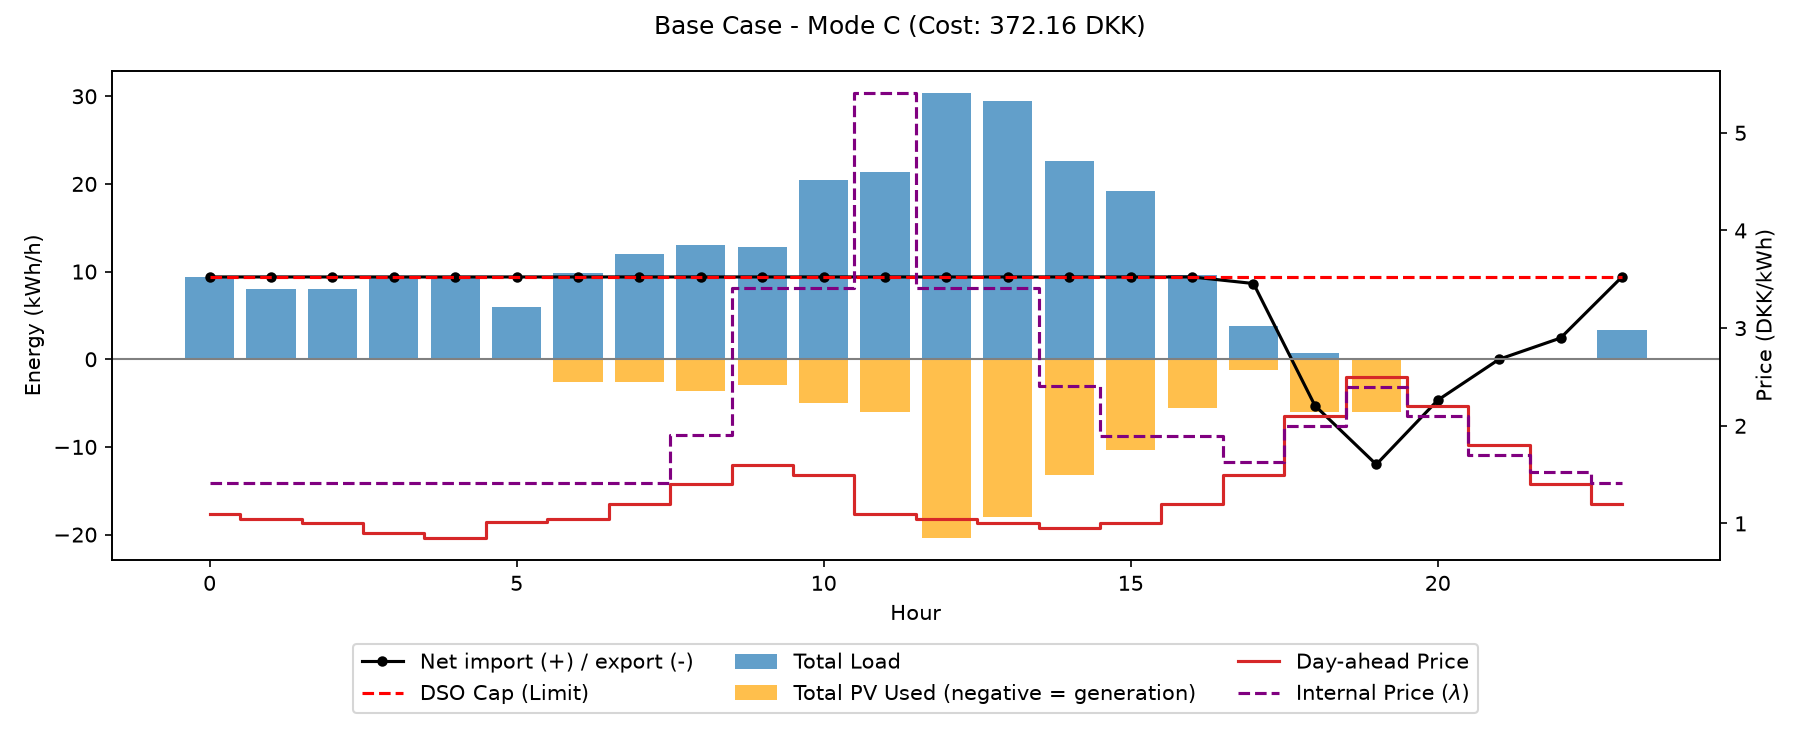 Base Case - Mode C (Cost: 372.16 DKK)
Energy (kWh/h)
30
20
10
0
−10
−20
Price (DKK/kWh)
5
4
3
2
1
0 5 10 15 20
Hour
Net import (+) / export (-)
DSO Cap (Limit)
Total Load
Total PV Used (negative = generation)
Day-ahead Price
Internal Price (λ)